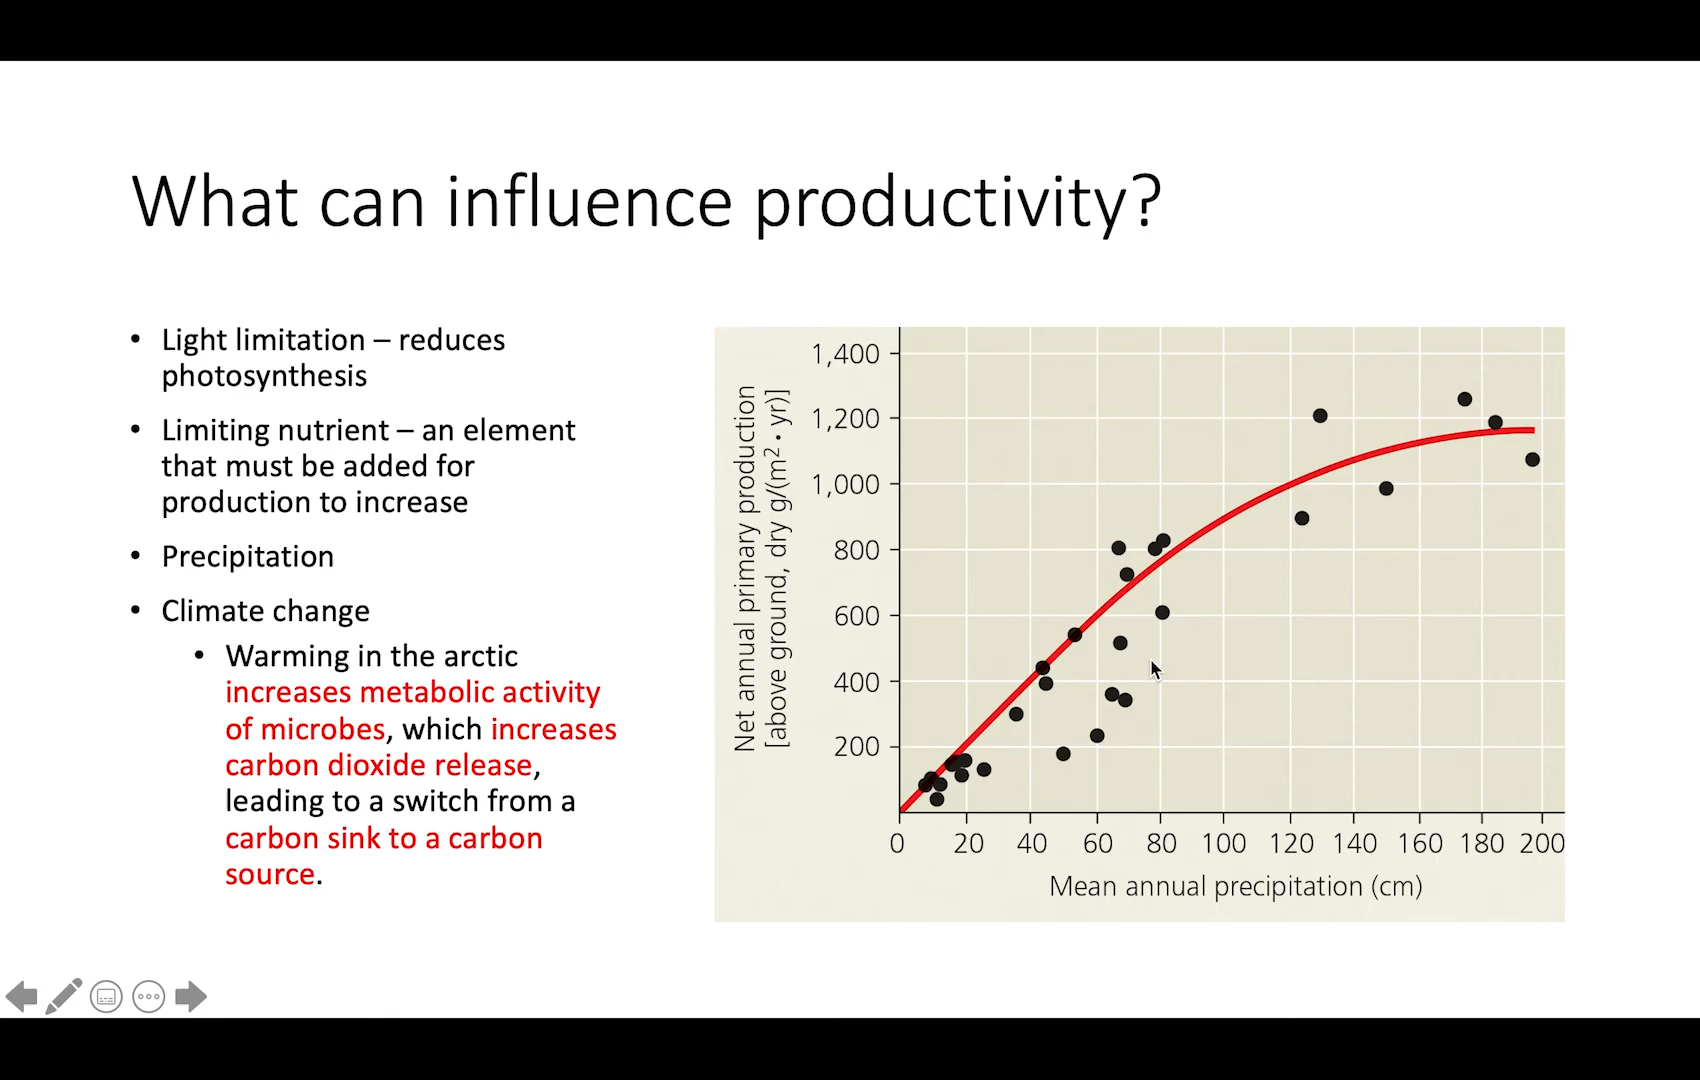 What can influence productivity?
• Light limitation – reduces
photosynthesis
• Limiting nutrient – an element
that must be added for
production to increase
• Precipitation
• Climate change
• Warming in the arctic
increases metabolic activity
of microbes, which increases
carbon dioxide release,
leading to a switch from a
carbon sink to a carbon
source.
Net annual primary production
[above ground, dry g/(m² • yr)]
1,400
1,200
1,000
800
600
400
200
0 20 40 60 80 100 120 140 160 180 200
Mean annual precipitation (cm)